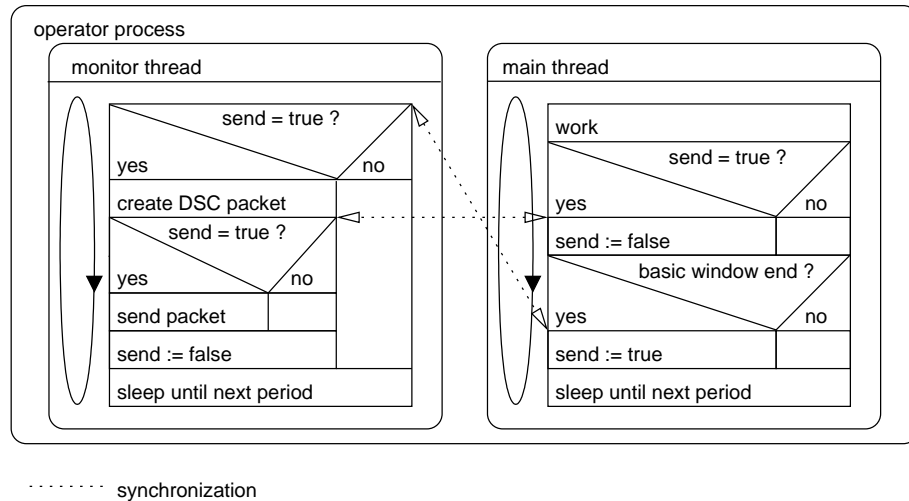 operator process
monitor thread
send = true ?
yes
no
create DSC packet
send = true ?
yes
no
send packet
send := false
sleep until next period
main thread
work
send = true ?
yes
no
send := false
basic window end ?
yes
no
send := true
sleep until next period
synchronization